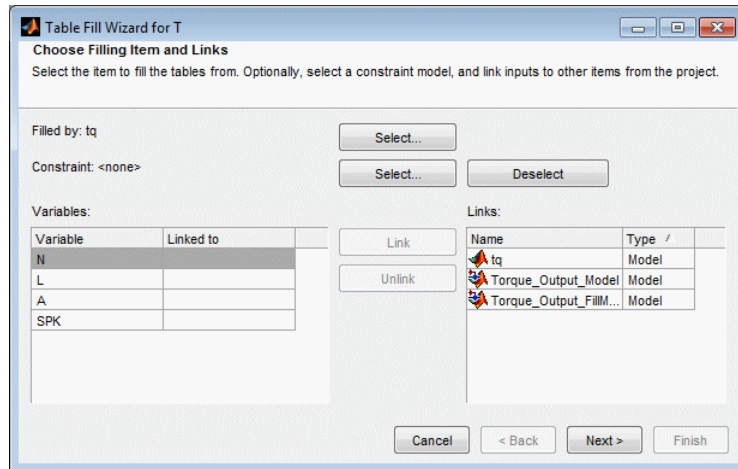 Table Fill Wizard for T
Choose Filling Item and Links
Select the item to fill the tables from. Optionally, select a constraint model, and link inputs to other items from the project.
Filled by: tq
Select...
Constraint: <none>
Select...
Deselect
Variables:
Links:
Variable Linked to
Link
Name Type
N
tq Model
L
Unlink
Torque_Output_Model Model
A
Torque_Output_FillM... Model
SPK
Cancel
< Back
Next >
Finish